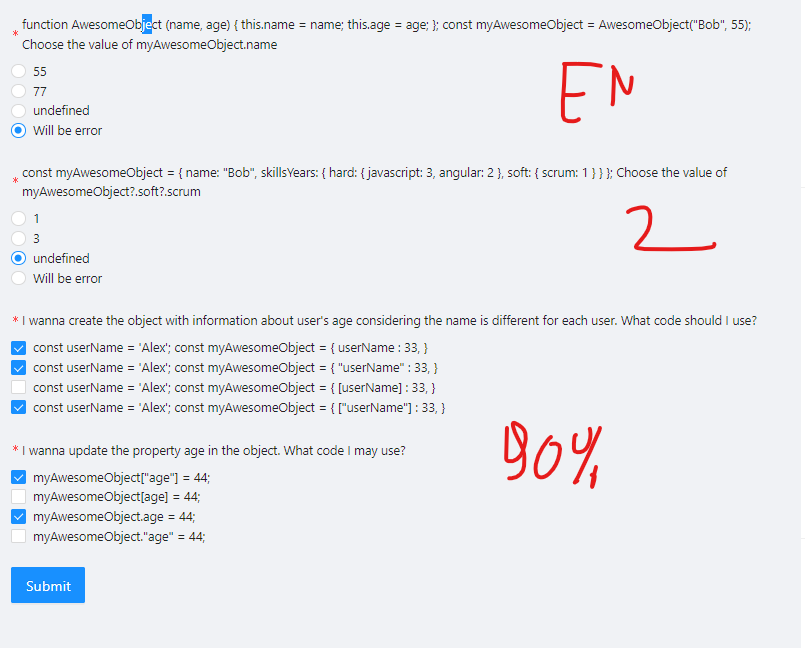 * function AwesomeObject (name, age) { this.name = name; this.age = age; }; const myAwesomeObject = AwesomeObject("Bob", 55);
Choose the value of myAwesomeObject.name
55
77
undefined
Will be error
EN
* const myAwesomeObject = { name: "Bob", skillsYears: { hard: { javascript: 3, angular: 2 }, soft: { scrum: 1 } } }; Choose the value of
myAwesomeObject?.soft?.scrum
1
3
undefined
Will be error
2
* I wanna create the object with information about user's age considering the name is different for each user. What code should I use?
const userName = 'Alex'; const myAwesomeObject = { userName : 33, }
const userName = 'Alex'; const myAwesomeObject = { "userName" : 33, }
const userName = 'Alex'; const myAwesomeObject = { [userName] : 33, }
const userName = 'Alex'; const myAwesomeObject = { ["userName"] : 33, }
* I wanna update the property age in the object. What code I may use?
90%
myAwesomeObject["age"] = 44;
myAwesomeObject[age] = 44;
myAwesomeObject.age = 44;
myAwesomeObject."age" = 44;
Submit